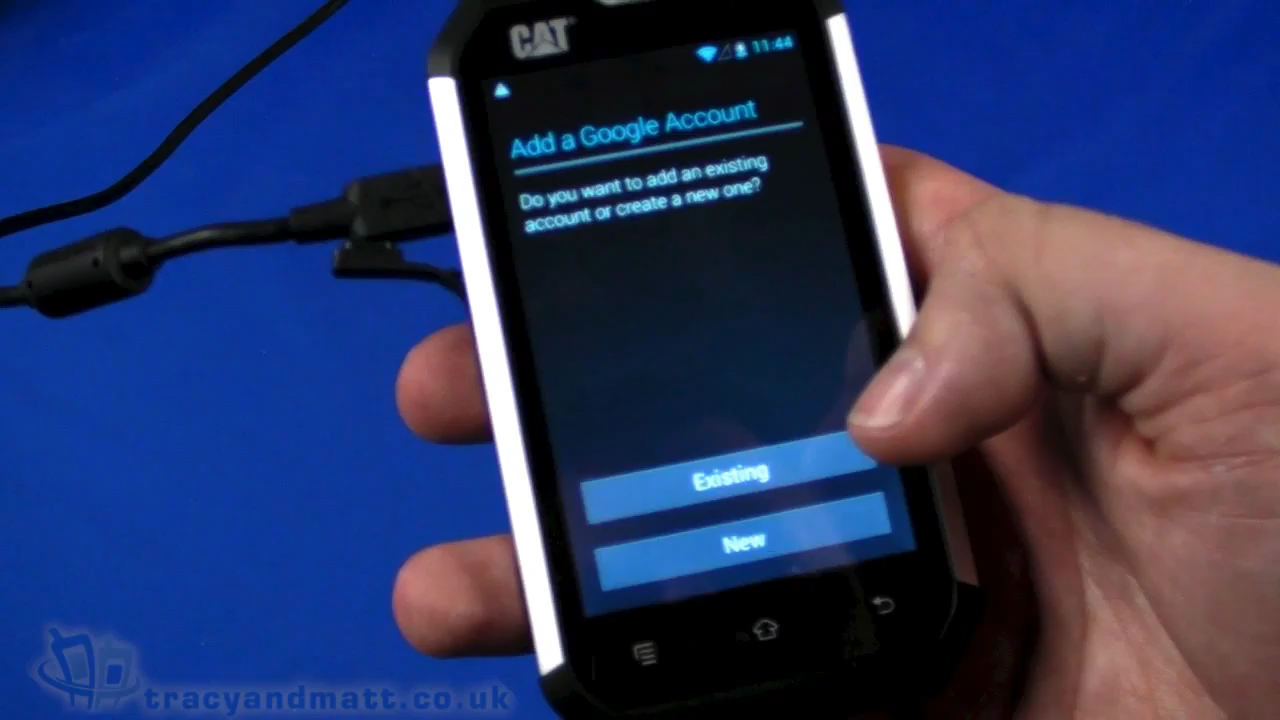 CAT
11:44
Add a Google Account
Do you want to add an existing
account or create a new one?
Existing
New
tracyandmatt.co.uk